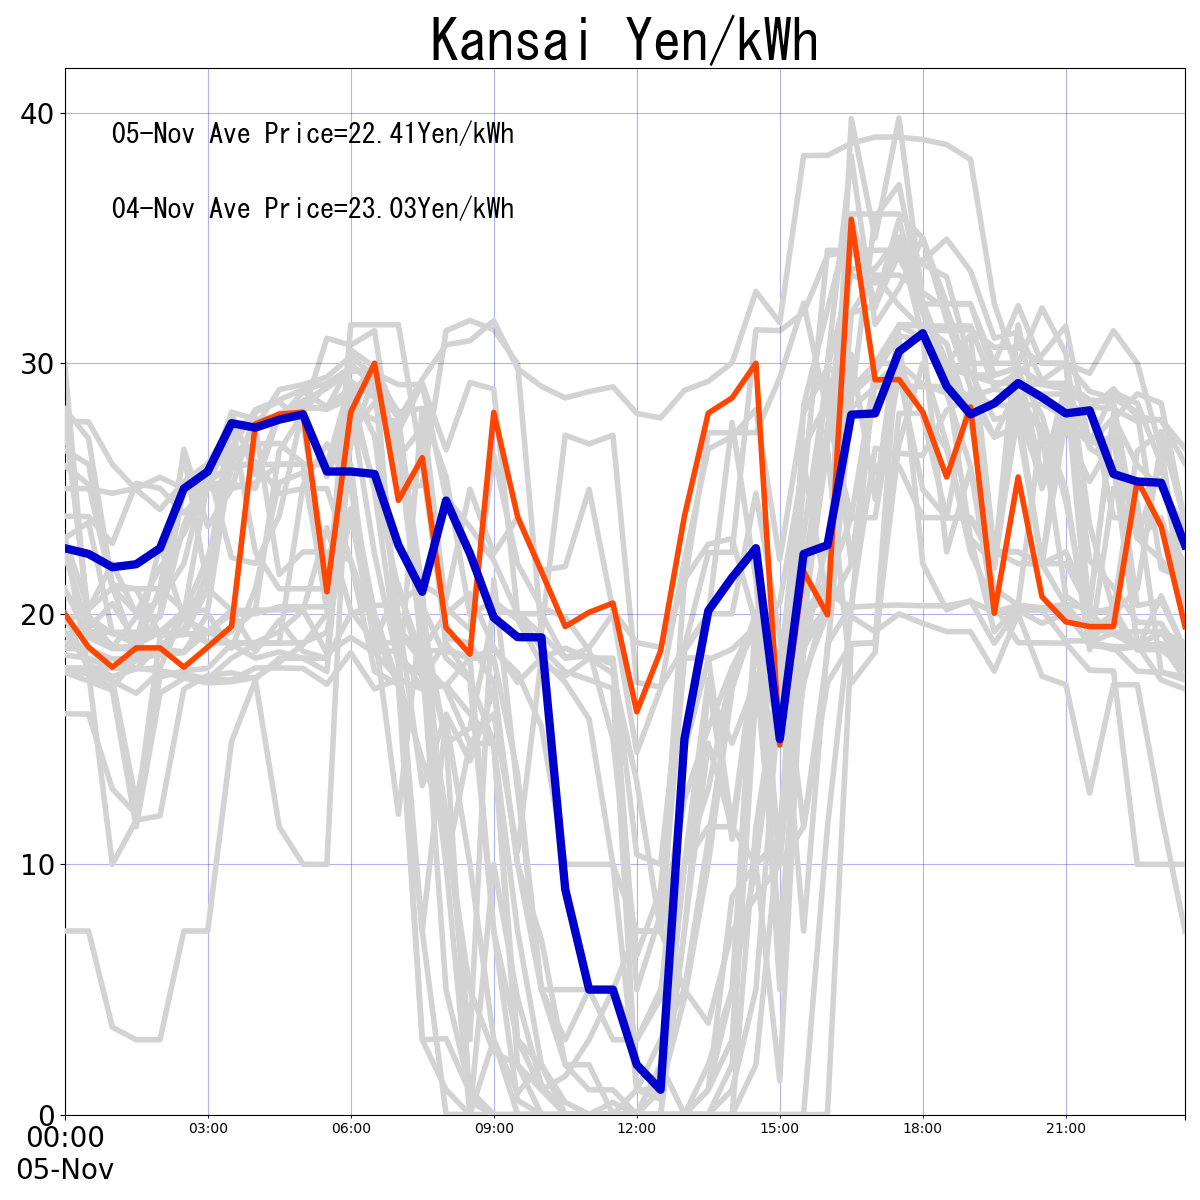 Kansai Yen/kWh
40
05-Nov Ave Price=22.41Yen/kWh
04-Nov Ave Price=23.03Yen/kWh
30
20
10
0
00:00 03:00 06:00 09:00 12:00 15:00 18:00 21:00
05-Nov